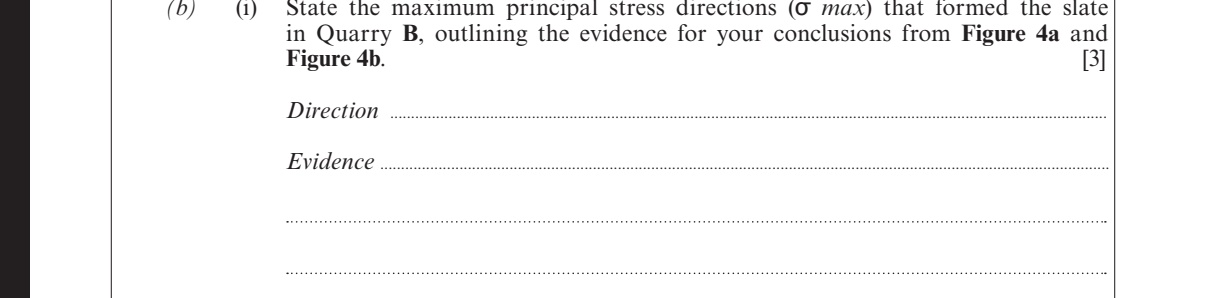 (b) (i) State the maximum principal stress directions (σ max) that formed the slate
in Quarry B, outlining the evidence for your conclusions from Figure 4a and
Figure 4b. [3]
Direction
Evidence